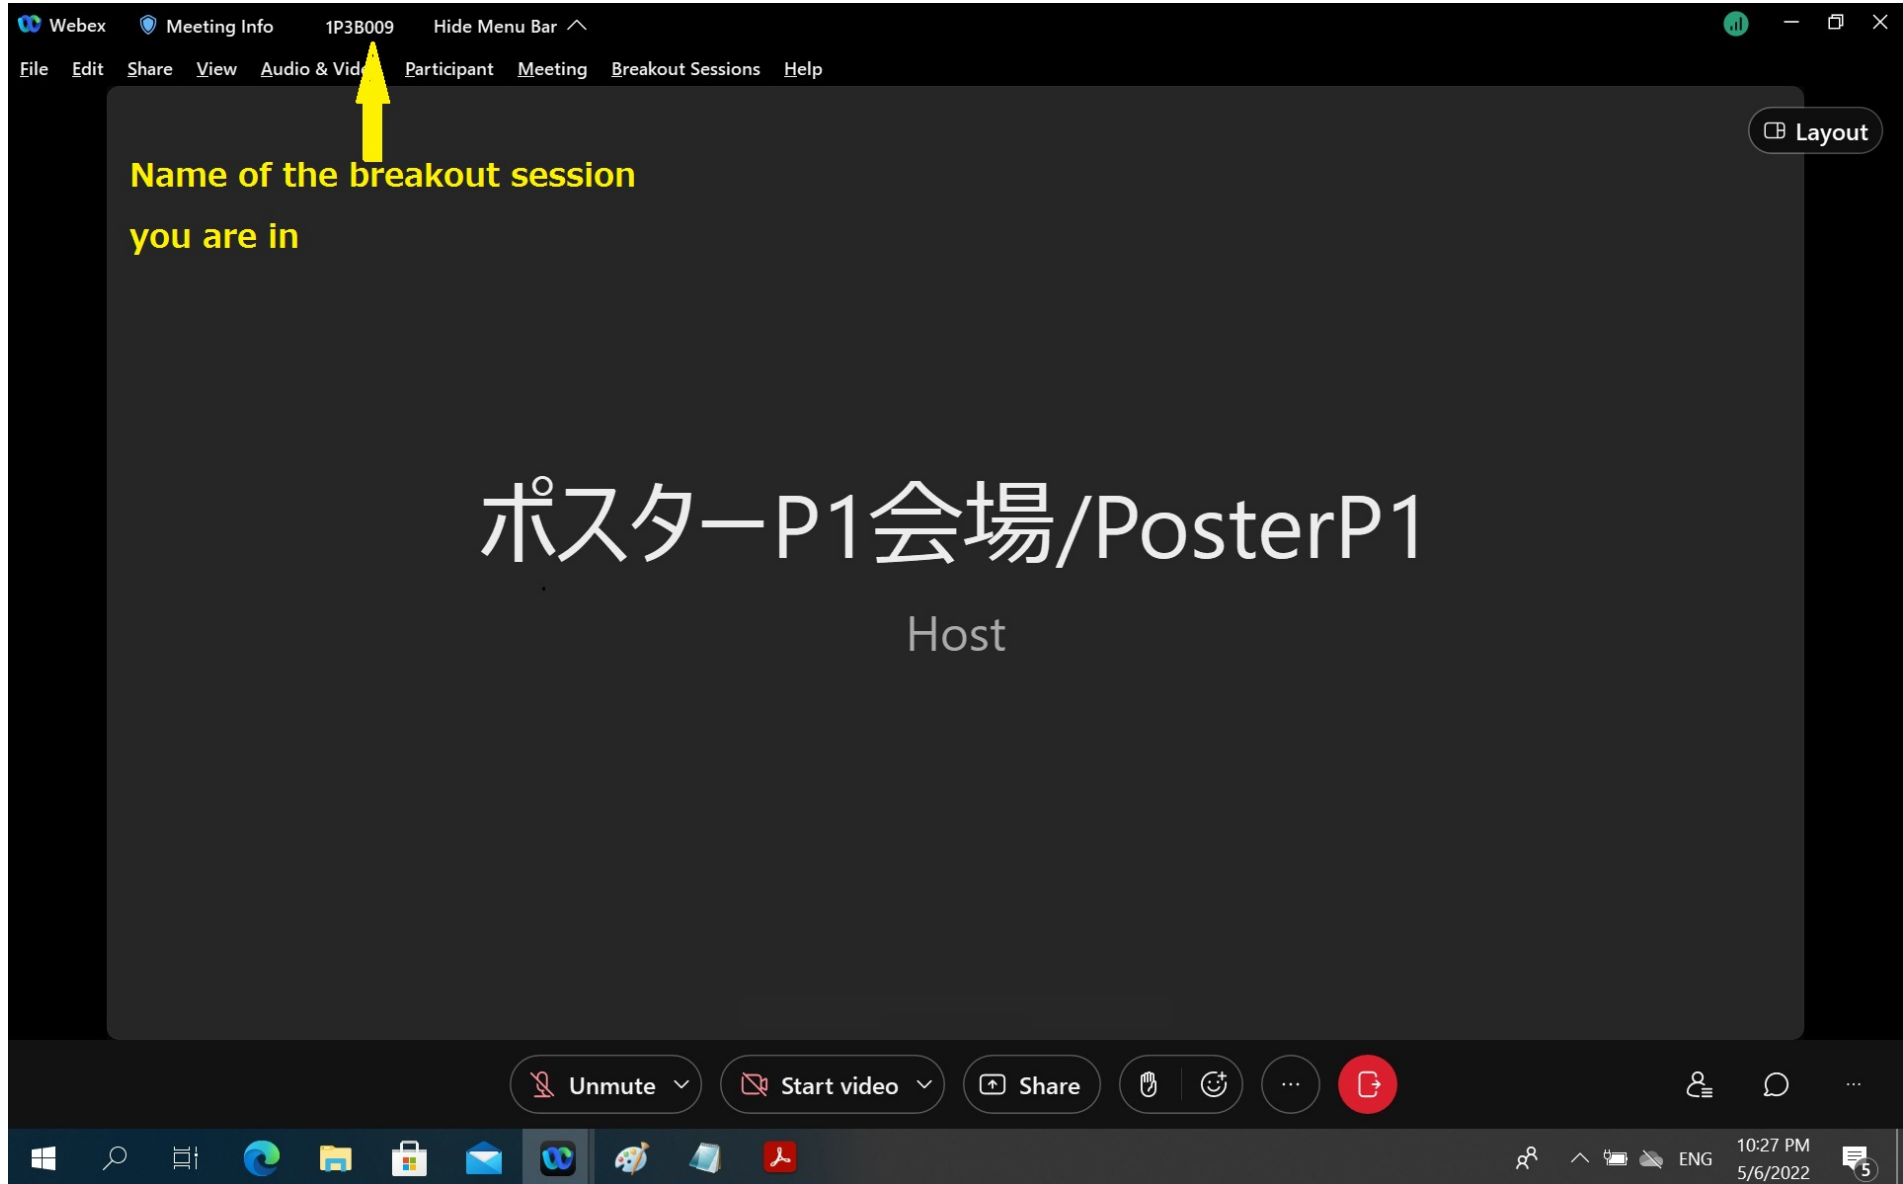 Webex Meeting Info 1P3B009 Hide Menu Bar
File Edit Share View Audio & Vide Participant Meeting Breakout Sessions Help
Layout
Name of the breakout session
you are in
ポスターP1会場/PosterP1
Host
Unmute Start video Share
ENG 10:27 PM
5/6/2022 5